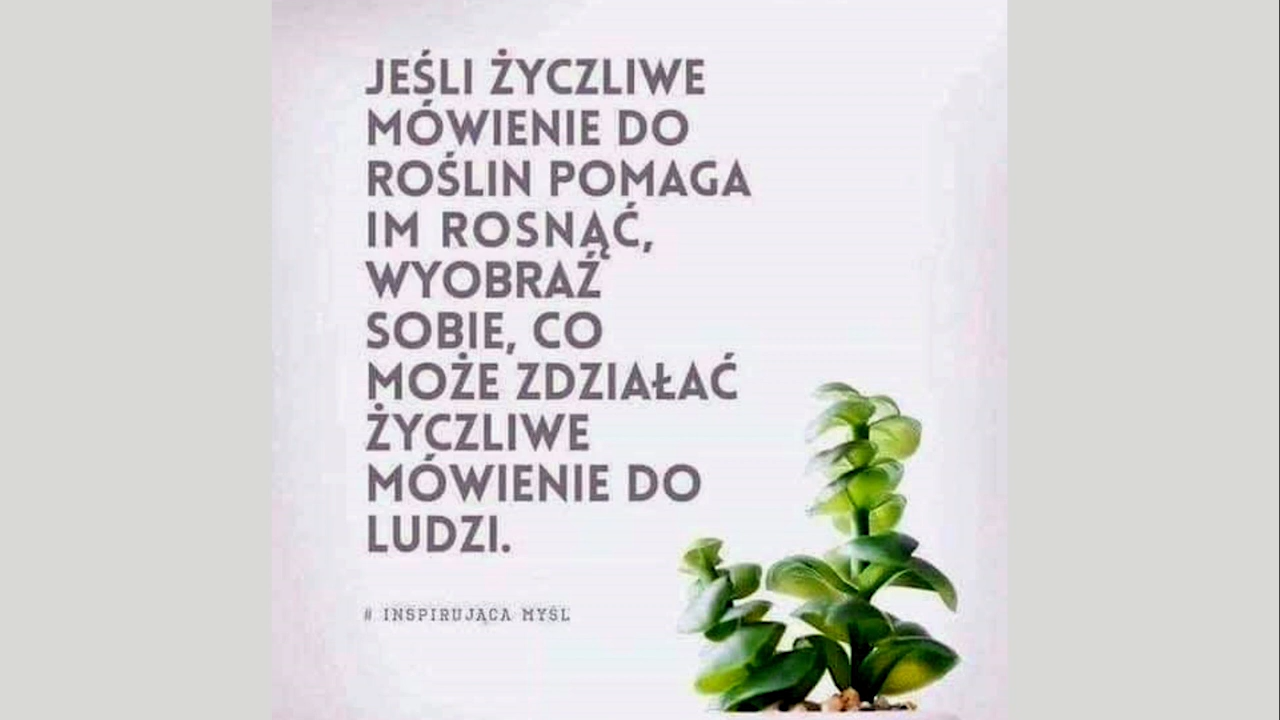 JEŚLI ŻYCZLIWE
MÓWIENIE DO
ROŚLIN POMAGA
IM ROSNĄĆ,
WYOBRAŹ
SOBIE, CO
MOŻE ZDZIAŁAĆ
ŻYCZLIWE
MÓWIENIE DO
LUDZI.
# INSPIRUJĄCA MYŚL